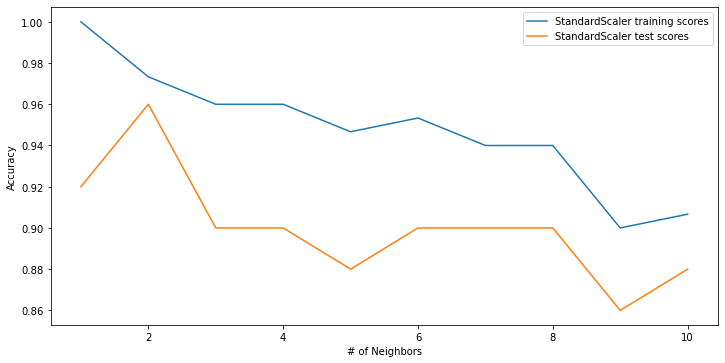 StandardScaler training scores
StandardScaler test scores
1.00
0.98
0.96
0.94
0.92
0.90
0.88
0.86
Accuracy
2 4 6 8 10
# of Neighbors